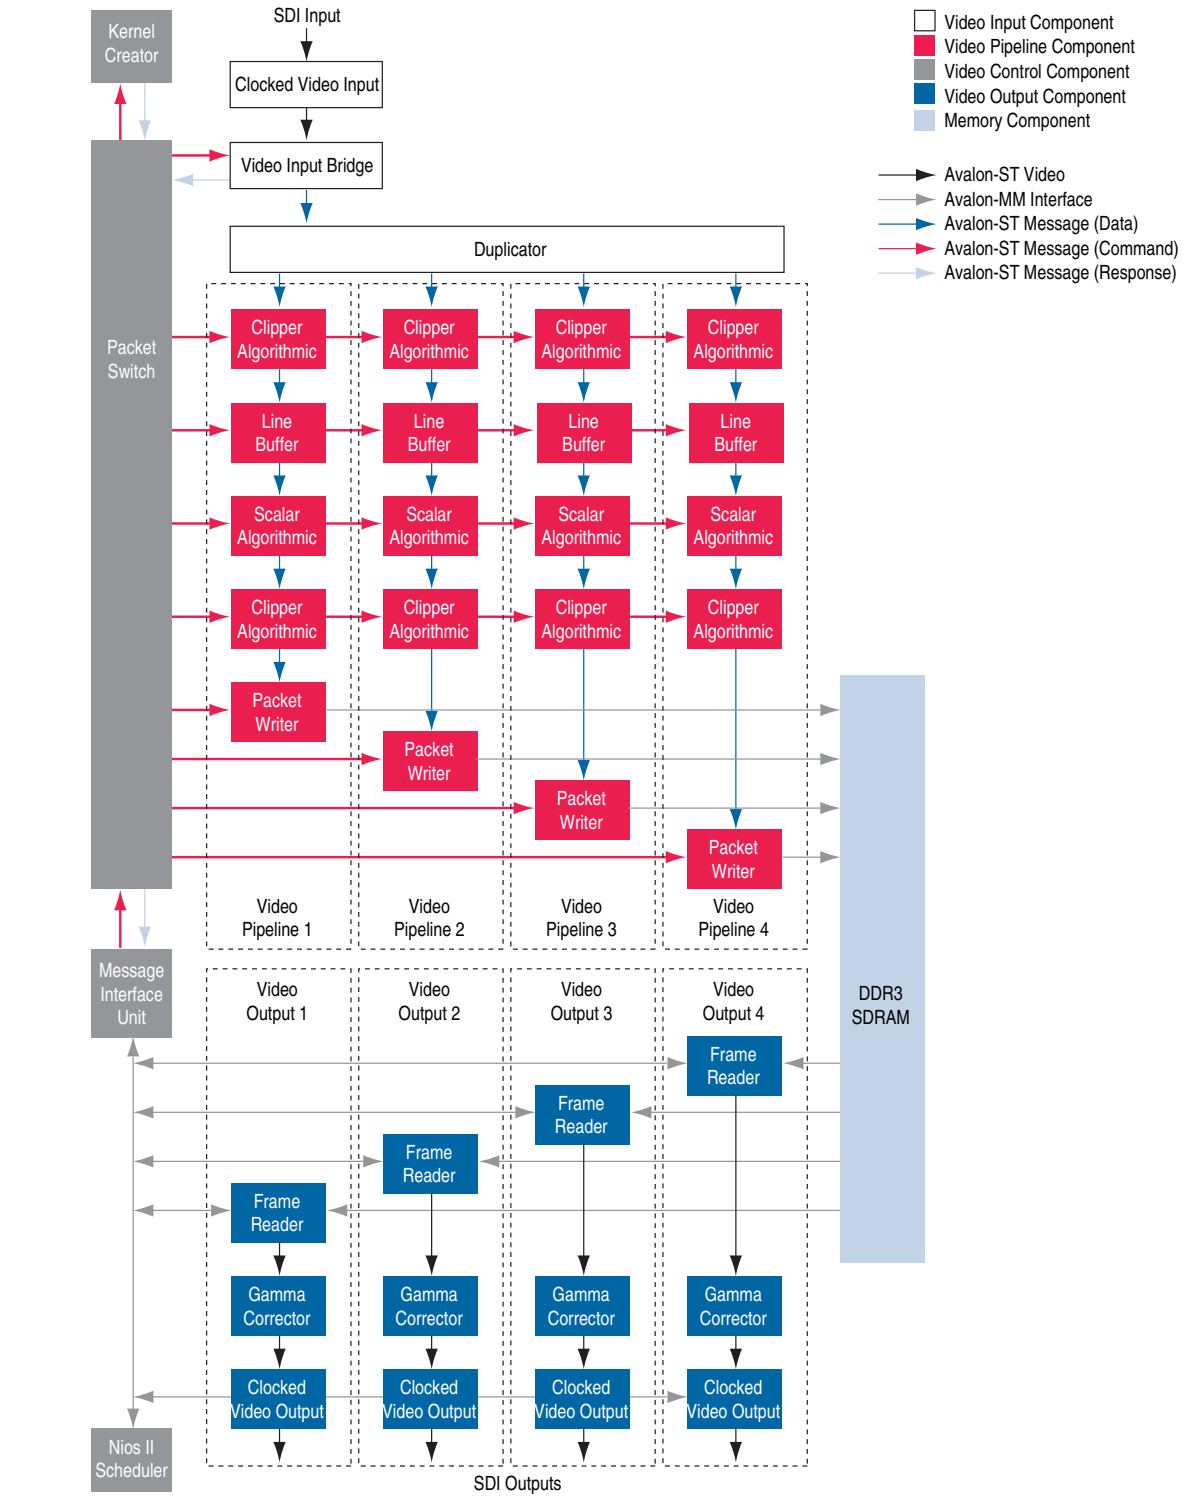 SDI Input
Kernel
Creator
Clocked Video Input
Video Input Bridge
Duplicator
Video Input Component
Video Pipeline Component
Video Control Component
Video Output Component
Memory Component
Avalon-ST Video
Avalon-MM Interface
Avalon-ST Message (Data)
Avalon-ST Message (Command)
Avalon-ST Message (Response)
Packet
Switch
Clipper
Algorithmic
Clipper
Algorithmic
Clipper
Algorithmic
Clipper
Algorithmic
Line
Buffer
Line
Buffer
Line
Buffer
Line
Buffer
Scalar
Algorithmic
Scalar
Algorithmic
Scalar
Algorithmic
Scalar
Algorithmic
Clipper
Algorithmic
Clipper
Algorithmic
Clipper
Algorithmic
Clipper
Algorithmic
Packet
Writer
Packet
Writer
Packet
Writer
Packet
Writer
Video
Pipeline 1
Video
Pipeline 2
Video
Pipeline 3
Video
Pipeline 4
Message
Interface
Unit
Video
Output 1
Video
Output 2
Video
Output 3
Video
Output 4
DDR3
SDRAM
Frame
Reader
Frame
Reader
Frame
Reader
Frame
Reader
Gamma
Corrector
Gamma
Corrector
Gamma
Corrector
Gamma
Corrector
Clocked
Video Output
Clocked
Video Output
Clocked
Video Output
Clocked
Video Output
Nios II
Scheduler
SDI Outputs